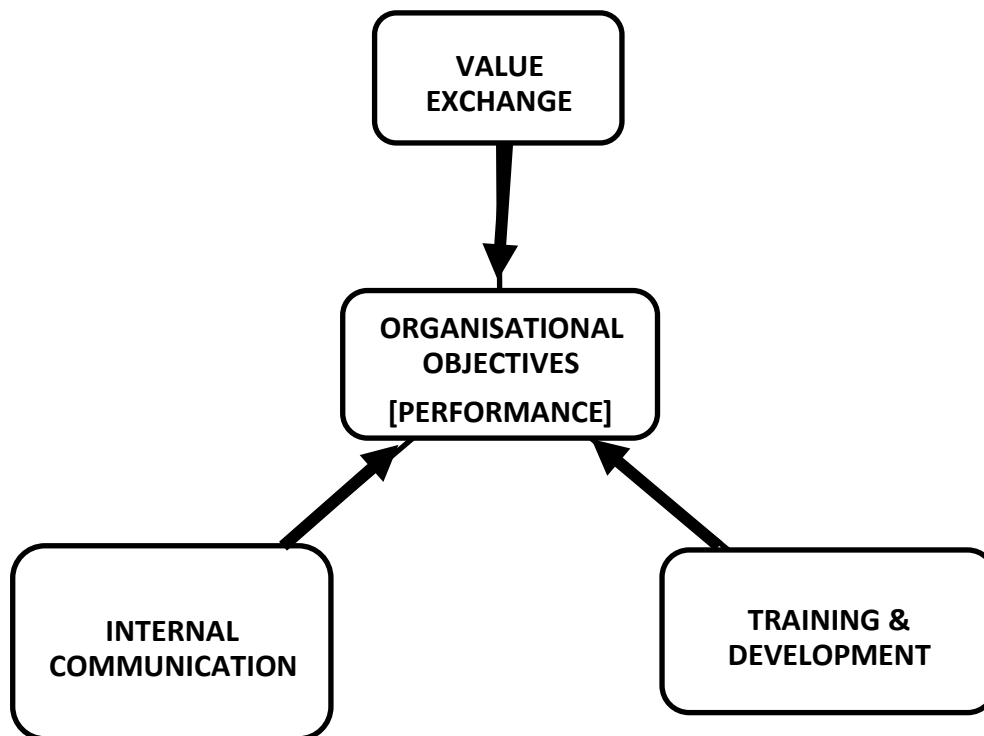 VALUE
EXCHANGE
ORGANISATIONAL
OBJECTIVES
[PERFORMANCE]
INTERNAL
COMMUNICATION
TRAINING &
DEVELOPMENT